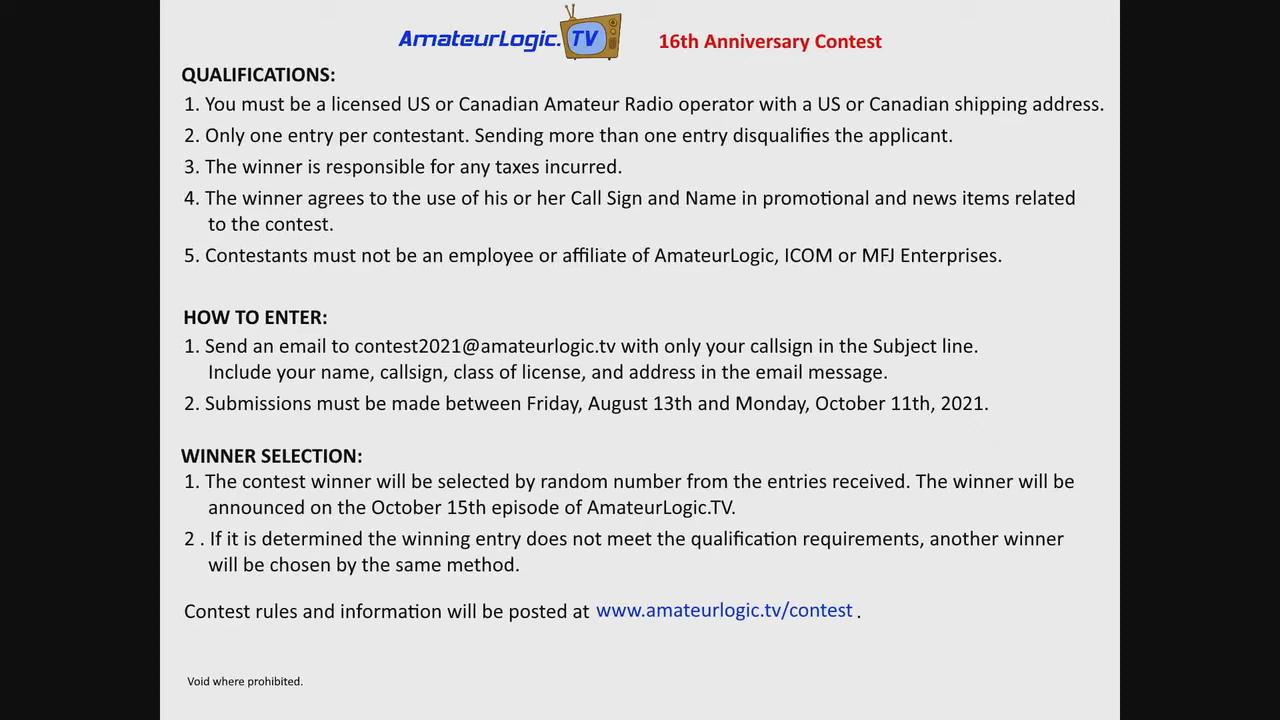 AmateurLogic.TV 16th Anniversary Contest
QUALIFICATIONS:
1. You must be a licensed US or Canadian Amateur Radio operator with a US or Canadian shipping address.
2. Only one entry per contestant. Sending more than one entry disqualifies the applicant.
3. The winner is responsible for any taxes incurred.
4. The winner agrees to the use of his or her Call Sign and Name in promotional and news items related
to the contest.
5. Contestants must not be an employee or affiliate of AmateurLogic, ICOM or MFJ Enterprises.
HOW TO ENTER:
1. Send an email to contest2021@amateurlogic.tv with only your callsign in the Subject line.
Include your name, callsign, class of license, and address in the email message.
2. Submissions must be made between Friday, August 13th and Monday, October 11th, 2021.
WINNER SELECTION:
1. The contest winner will be selected by random number from the entries received. The winner will be
announced on the October 15th episode of AmateurLogic.TV.
2 . If it is determined the winning entry does not meet the qualification requirements, another winner
will be chosen by the same method.
Contest rules and information will be posted at www.amateurlogic.tv/contest .
Void where prohibited.